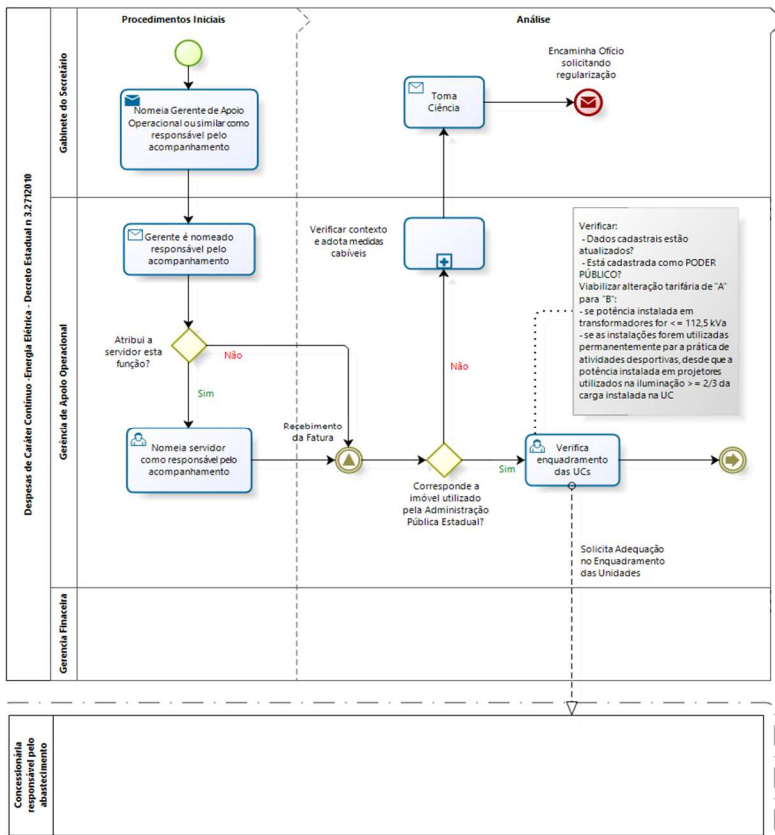 Procedimentos Iniciais
Análise
Despesas de Caráter Contínuo -Energia Elétrica - Decreto Estadual n 3.271/2010
Gabinete do Secretário
Nomeia Gerente de Apoio
Operacional ou similar como
responsável pelo
acompanhamento
Toma
Ciência
Encaminha Ofício
solicitando
regularização
Gerência de Apoio Operacional
Gerente é nomeado
responsável pelo
acompanhamento
Atribui a
servidor esta
função?
Não
Sim
Nomeia servidor
como responsável pelo
acompanhamento
Recebimento
da Fatura
Verificar contexto
e adota medidas
cabíveis
Não
Corresponde a
imóvel utilizado
pela Administração
Pública Estadual?
Sim
Verifica
enquadramento
das UCs
Verificar:
- Dados cadastrais estão
atualizados?
- Está cadastrada como PODER
PÚBLICO?
Viabilizar alteração tarifária de "A"
para "B":
- se potência instalada em
transformadores for <= 112,5 kVa
- se as instalações forem utilizadas
permanentemente par a prática de
atividades desportivas, desde que a
potência instalada em projetores
utilizados na iluminação >= 2/3 da
carga instalada na UC
Solicita Adequação
no Enquadramento
das Unidades
Gerencia Finaceira
Concessionária
responsável pelo
abastecimento